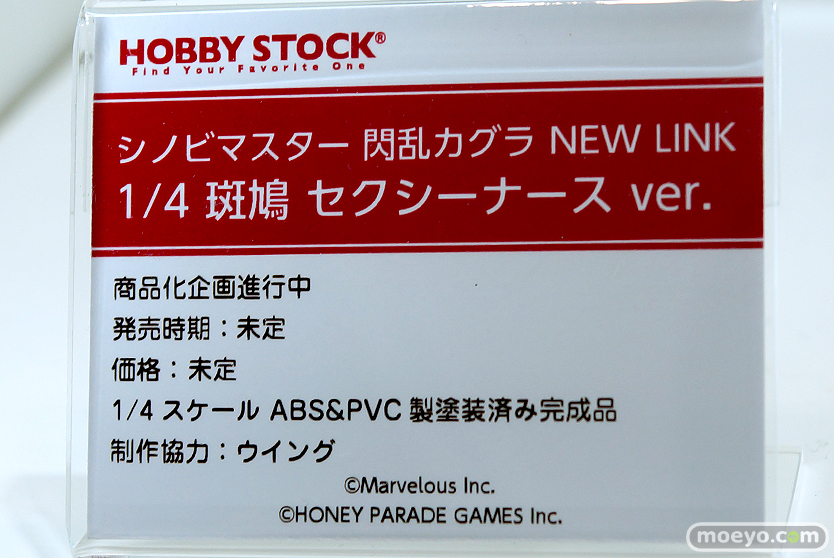 HOBBY STOCK®
Find Your Favorite One
シノビマスター 閃乱カグラ NEW LINK
1/4 斑鳩 セクシーナース ver.
商品化企画進行中
発売時期：未定
価格：未定
1/4 スケール ABS&PVC 製塗装済み完成品
制作協力：ウイング
©Marvelous Inc.
©HONEY PARADE GAMES Inc.
moeyo.com